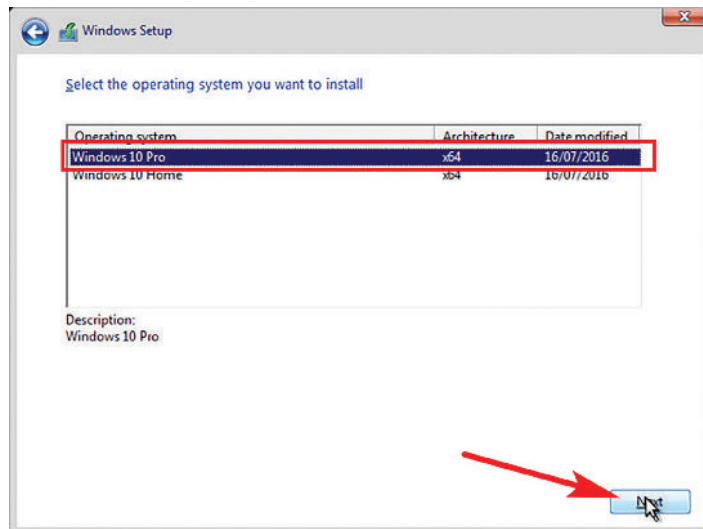 Windows Setup
Select the operating system you want to install
Operating system Architecture Date modified
Windows 10 Pro x64 16/07/2016
Windows 10 Home x64 16/07/2016
Description:
Windows 10 Pro
Next